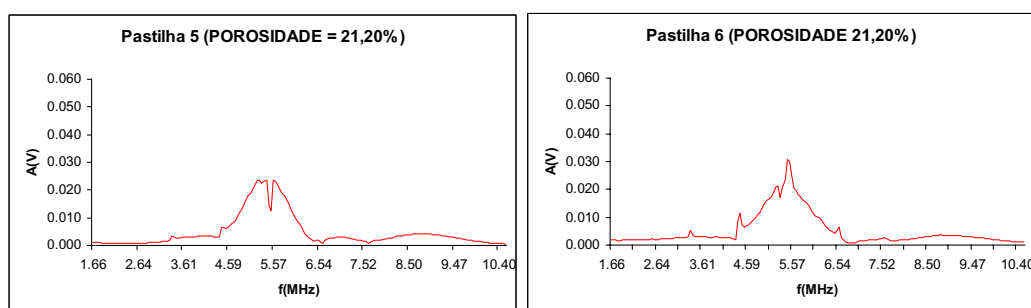 Pastilha 5 (POROSIDADE = 21,20%)
0.060
0.050
0.040
0.030
0.020
0.010
0.000
A(V)
1.66 2.64 3.61 4.59 5.57 6.54 7.52 8.50 9.47 10.40
f(MHz)
Pastilha 6 (POROSIDADE 21,20%)
0.060
0.050
0.040
0.030
0.020
0.010
0.000
A(V)
1.66 2.64 3.61 4.59 5.57 6.54 7.52 8.50 9.47 10.40
f(MHz)